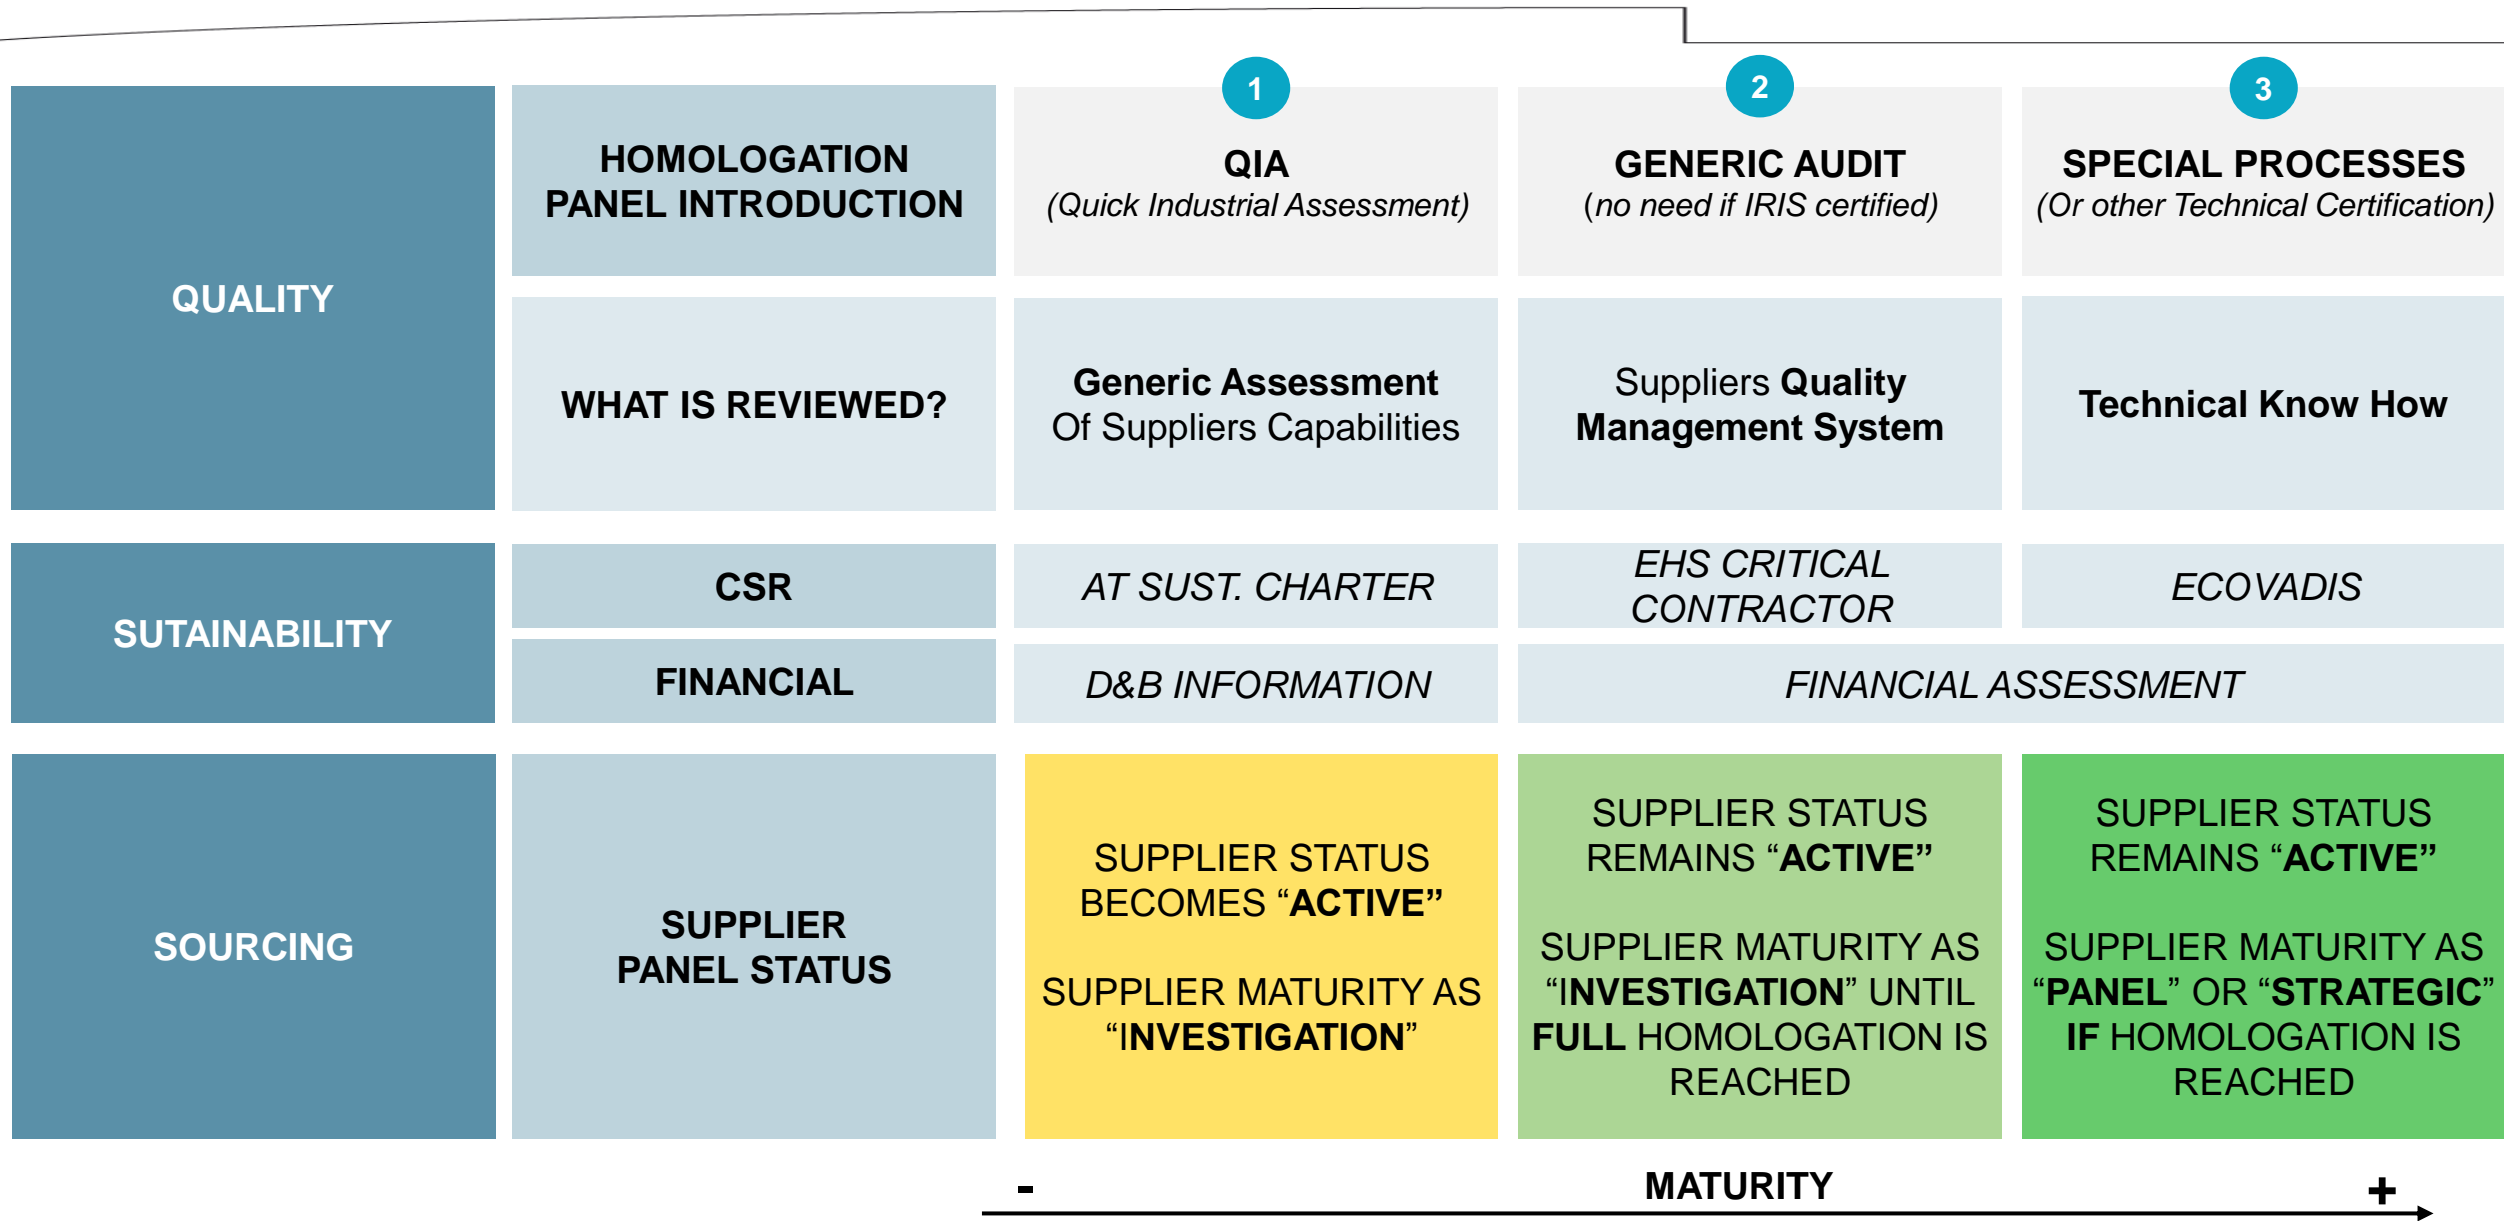 1
2
3
QUALITY
HOMOLOGATION
PANEL INTRODUCTION
QIA
(Quick Industrial Assessment)
GENERIC AUDIT
(no need if IRIS certified)
SPECIAL PROCESSES
(Or other Technical Certification)
WHAT IS REVIEWED?
Generic Assessment
Of Suppliers Capabilities
Suppliers Quality
Management System
Technical Know How
SUTAINABILITY
CSR
AT SUST. CHARTER
EHS CRITICAL
CONTRACTOR
ECOVADIS
FINANCIAL
D&B INFORMATION
FINANCIAL ASSESSMENT
SOURCING
SUPPLIER
PANEL STATUS
SUPPLIER STATUS
BECOMES “ACTIVE”
SUPPLIER MATURITY AS
“INVESTIGATION”
SUPPLIER STATUS
REMAINS “ACTIVE”
SUPPLIER MATURITY AS
“INVESTIGATION” UNTIL
FULL HOMOLOGATION IS
REACHED
SUPPLIER STATUS
REMAINS “ACTIVE”
SUPPLIER MATURITY AS
“PANEL” OR “STRATEGIC”
IF HOMOLOGATION IS
REACHED
- MATURITY +